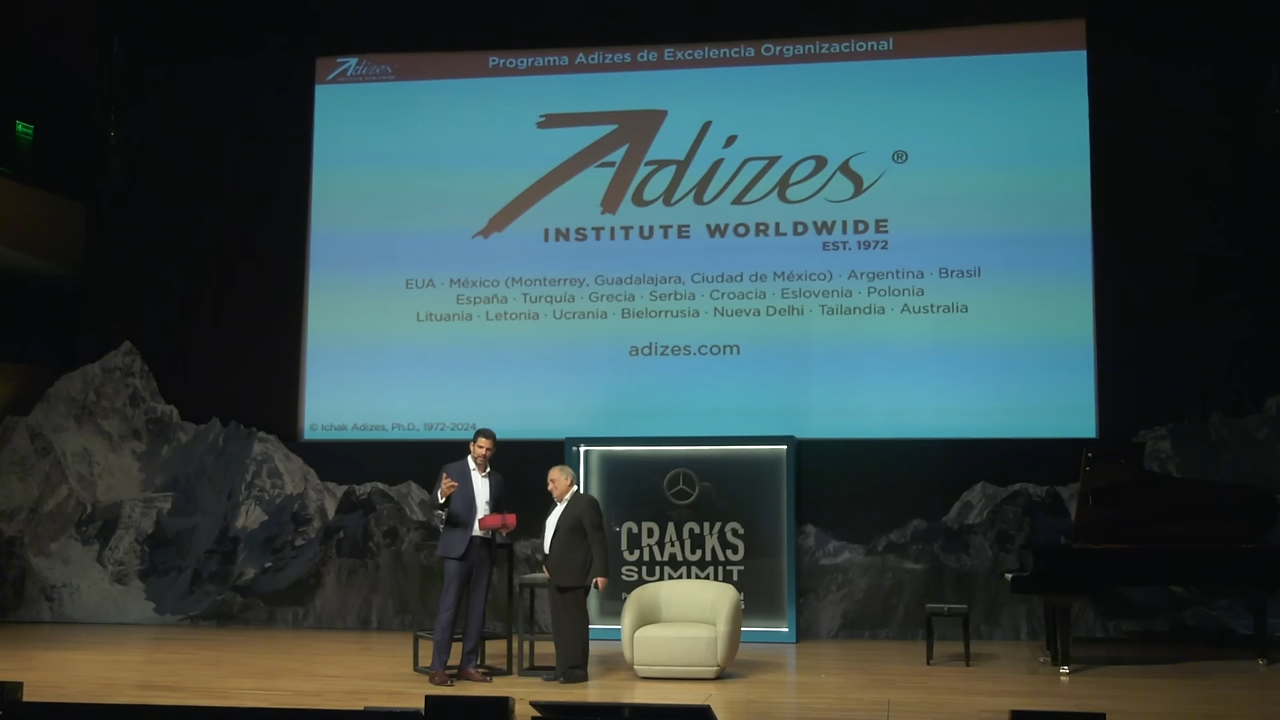 Adizes
Programa Adizes de Excelencia Organizacional
Adizes®
INSTITUTE WORLDWIDE
EST. 1972
EUA · México (Monterrey, Guadalajara, Ciudad de México) · Argentina · Brasil
España · Turquía · Grecia · Serbia · Croacia · Eslovenia · Polonia
Lituania · Letonia · Ucrania · Bielorrusia · Nueva Delhi · Tailandia · Australia
adizes.com
© Ichak Adizes, Ph.D., 1972-2024
CRACKS
SUMMIT